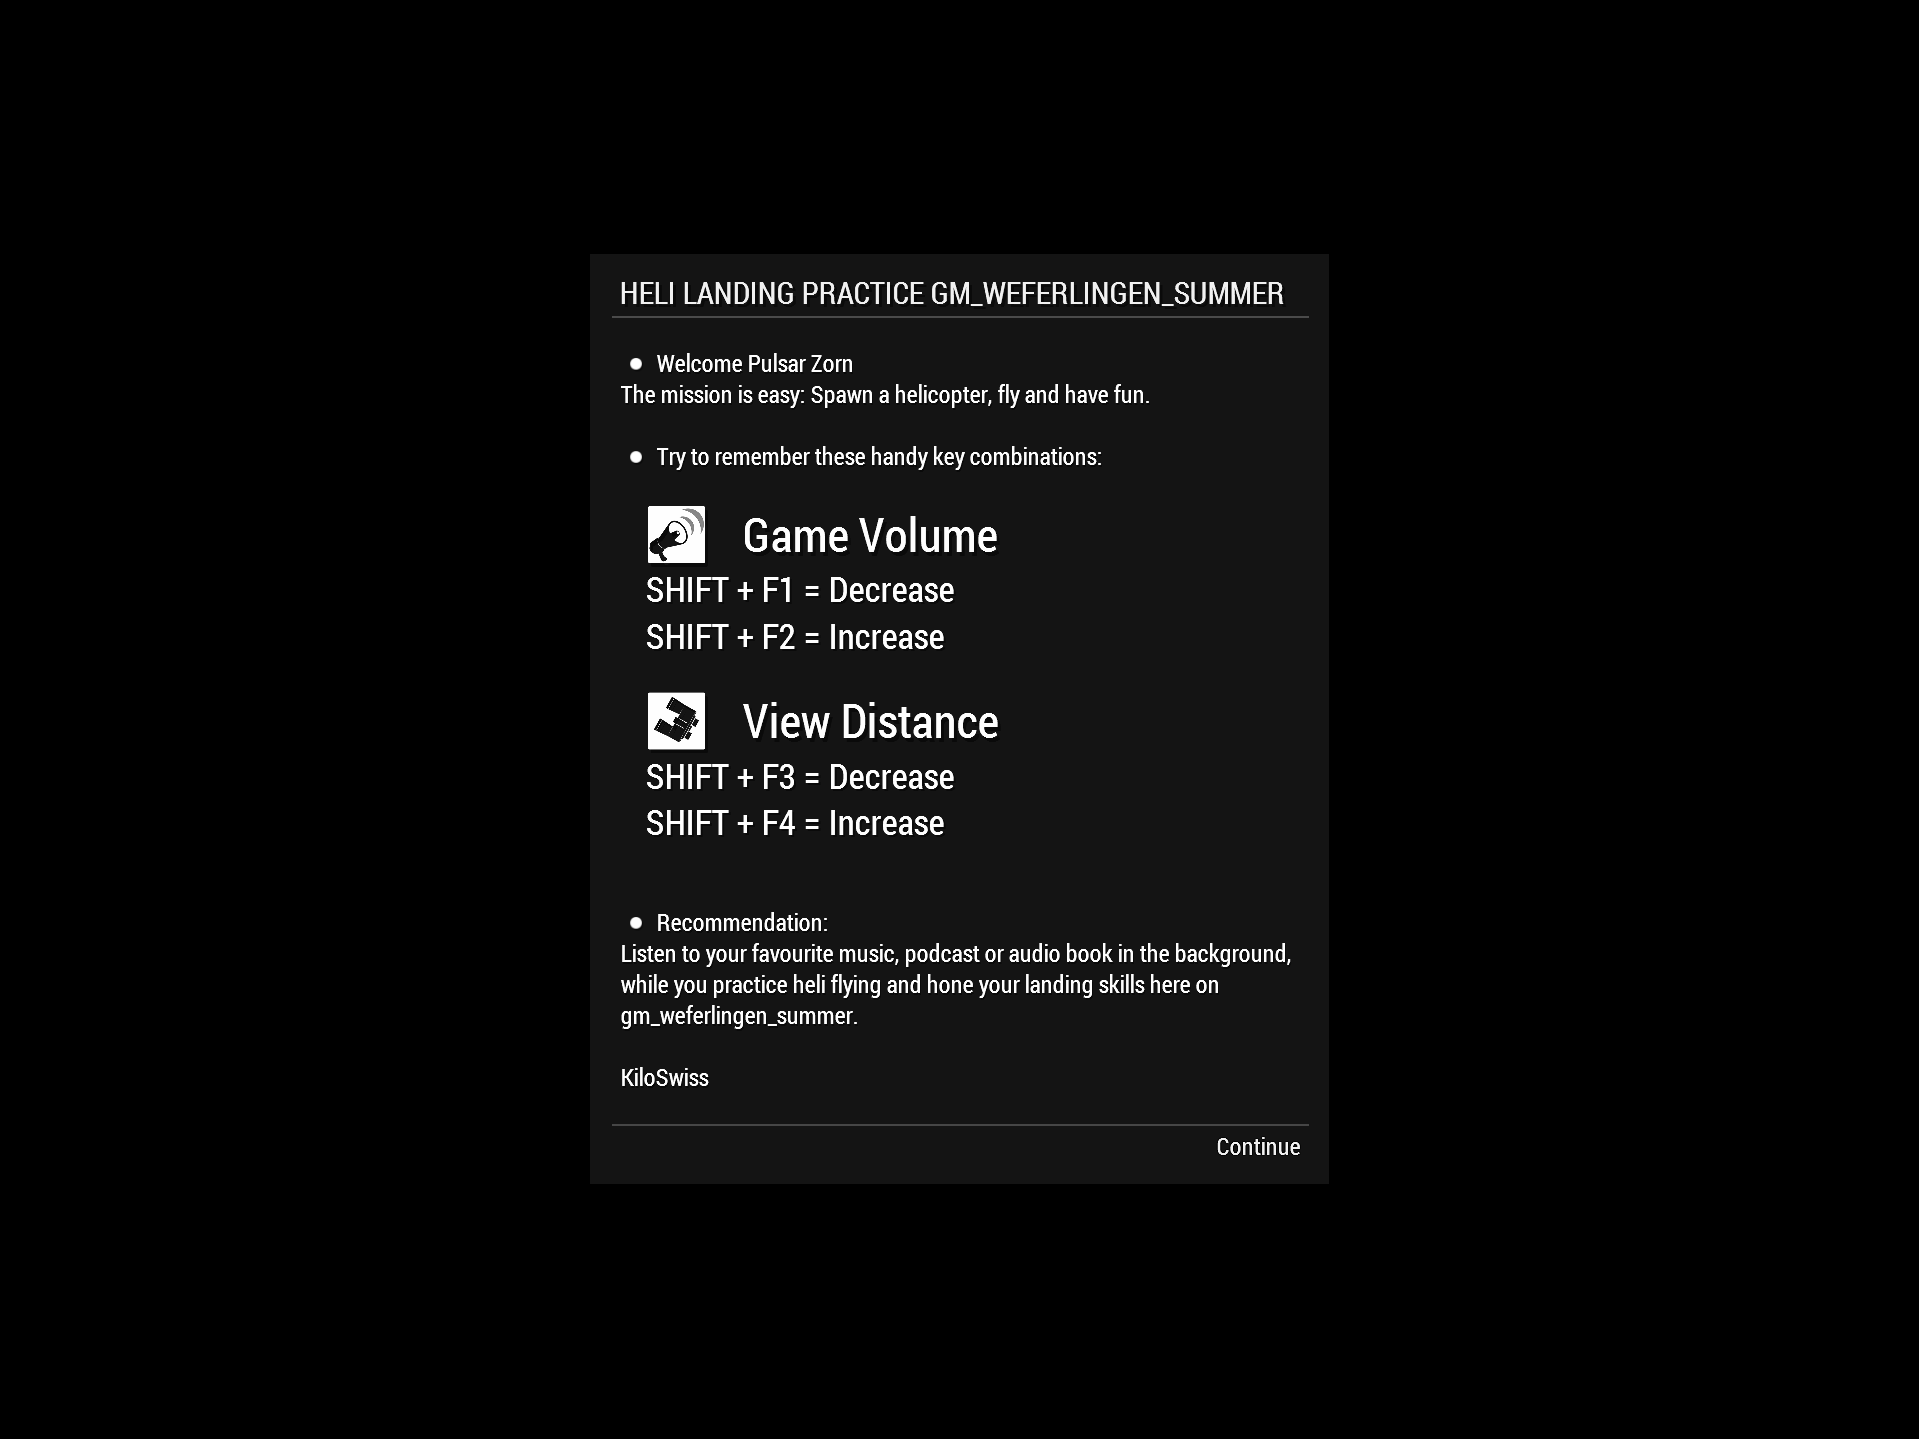 HELI LANDING PRACTICE GM_WEFERLINGEN_SUMMER
• Welcome Pulsar Zorn
The mission is easy: Spawn a helicopter, fly and have fun.
• Try to remember these handy key combinations:
Game Volume
SHIFT + F1 = Decrease
SHIFT + F2 = Increase
View Distance
SHIFT + F3 = Decrease
SHIFT + F4 = Increase
• Recommendation:
Listen to your favourite music, podcast or audio book in the background,
while you practice heli flying and hone your landing skills here on
gm_weferlingen_summer.
KiloSwiss
Continue